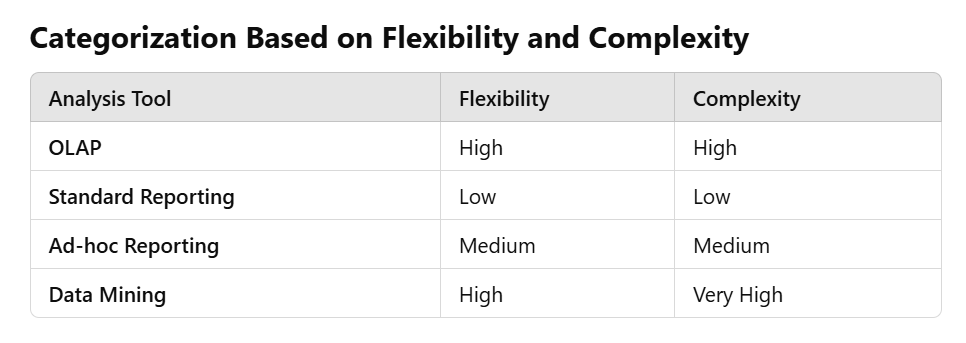 Categorization Based on Flexibility and Complexity
Analysis Tool Flexibility Complexity
OLAP High High
Standard Reporting Low Low
Ad-hoc Reporting Medium Medium
Data Mining High Very High